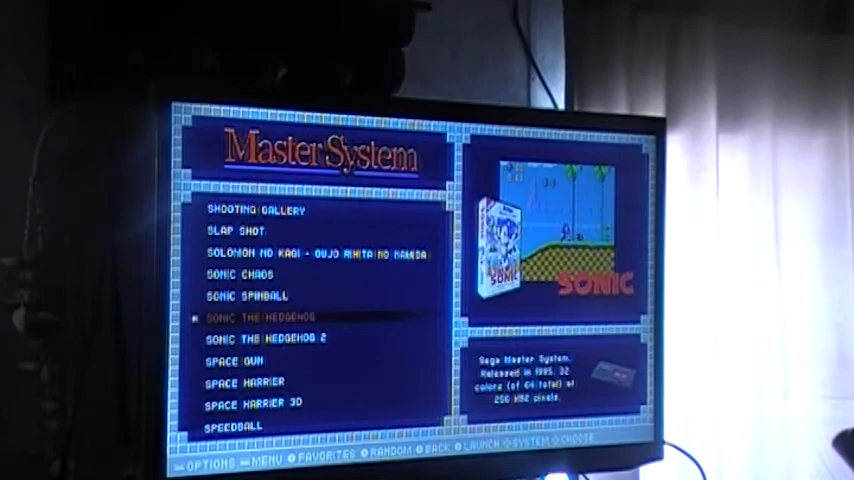 Master System
SHOOTING GALLERY
SLAP SHOT
SOLOMON NO KAGI - OUJO RIHITA NO NAMIDA
SONIC CHAOS
SONIC SPINBALL
SONIC THE HEDGEHOG
SONIC THE HEDGEHOG 2
SPACE GUN
SPACE HARRIER
SPACE HARRIER 3D
SPEEDBALL
SONIC
SONIC
Sega Master System.
Released in 1985. 32
colors (of 64 total) at
256 x192 pixels.
OPTIONS MENU FAVORITES RANDOM BACK LAUNCH SYSTEM CHOOSE